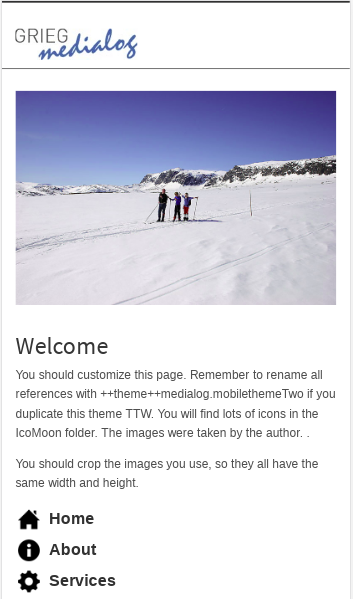 GRIEG
medialog
Welcome
You should customize this page. Remember to rename all
references with ++theme++medialog.mobilethemeTwo if you
duplicate this theme TTW. You will find lots of icons in the
IcoMoon folder. The images were taken by the author. .
You should crop the images you use, so they all have the
same width and height.
Home
About
Services